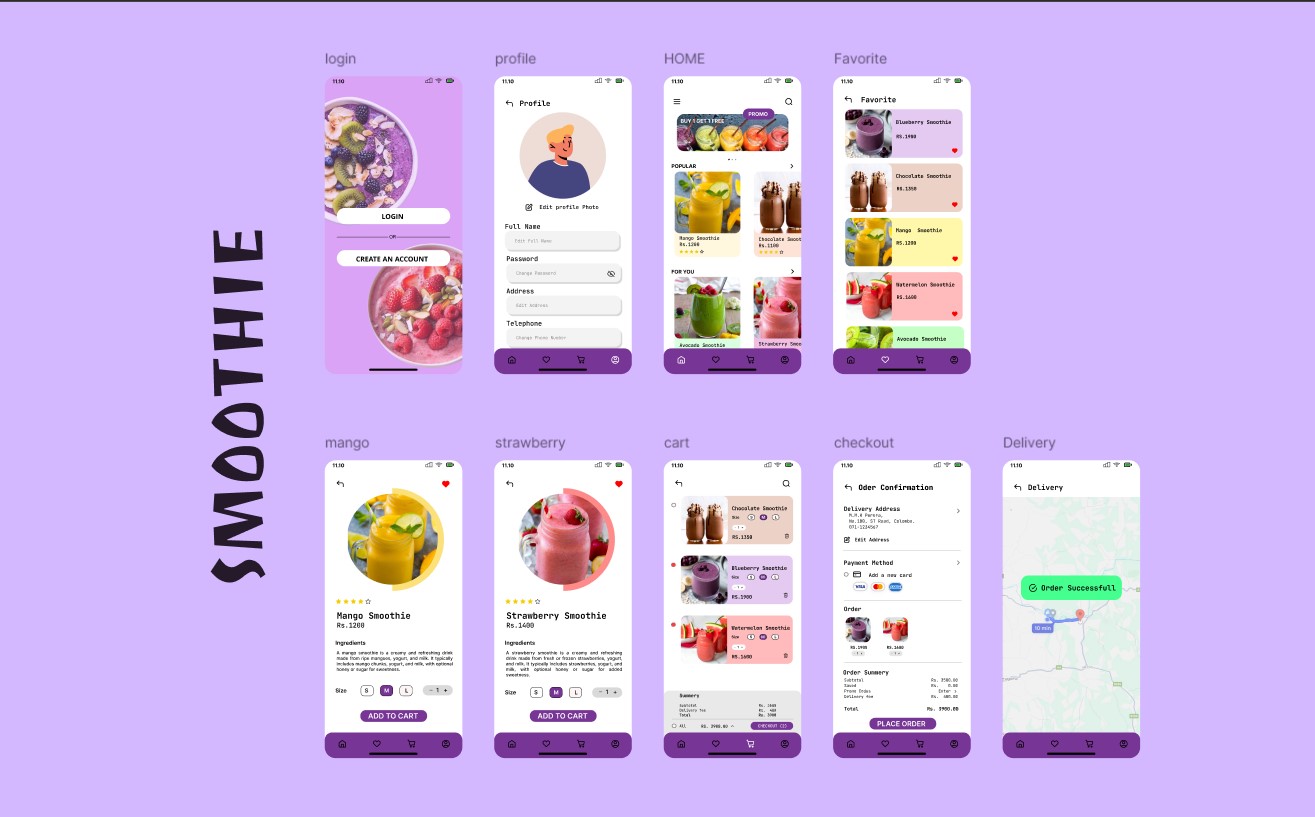 SMOOTHIE
login
11.10
LOGIN
OR
CREATE AN ACCOUNT
profile
11.10
Profile
Edit profile Photo
Full Name
Edit Full Name
Password
Change Password
Address
Edit Address
Telephone
Change Phone Number
HOME
11.10
PROMO
BUY 1 GET 1 FREE
POPULAR
Mango Smoothie
Rs.1200
Chocolate Smoot
Rs.1100
FOR YOU
Avocado Smoothie
Strawberry Smoot
Favorite
11.10
Favorite
Blueberry Smoothie
RS.1900
Chocolate Smoothie
RS.1350
Mango Smoothie
RS.1200
Watermelon Smoothie
RS.1600
Avocado Smoothie
mango
11.10
Mango Smoothie
Rs.1200
Ingredients
A mango smoothie is a creamy and refreshing drink
made from ripe mangoes, yogurt, and milk. It typically
includes mango chunks, yogurt, and milk, with optional
honey or sugar for sweetness.
Size
S
M
L
- 1 +
ADD TO CART
strawberry
11.10
Strawberry Smoothie
Rs.1400
Ingredients
A strawberry smoothie is a creamy and refreshing
drink made from fresh or frozen strawberries, yogurt,
and milk. It typically includes strawberries, yogurt, and
milk, with optional honey or sugar for added
sweetness.
Size
S
M
L
- 1 +
ADD TO CART
cart
11.10
Chocolate Smoothie
Size S M L
- 1 +
RS.1350
Blueberry Smoothie
Size S M L
- 1 +
RS.1900
Watermelon Smoothie
Size S M L
- 1 +
RS.1600
Summery
Subtotal
Delivery fee
Total Rs. 3900
ALL RS. 3900.00
CHECKOUT (2)
checkout
11.10
Oder Confirmation
Delivery Address
M.M.K Perera,
No.100, ST Road, Colombo.
071-1234567
Edit Address
Payment Method
Add a new card
VISA
Order
RS.1900
RS.1600
- 1 +
- 1 +
Order Summery
Subtotal Rs. 3500.00
Saved Rs. 0.00
Promo Codes Enter >
Delivery fee Rs. 400.00
Total Rs. 3900.00
PLACE ORDER
Delivery
11.10
Delivery
Order Successfull
10 min